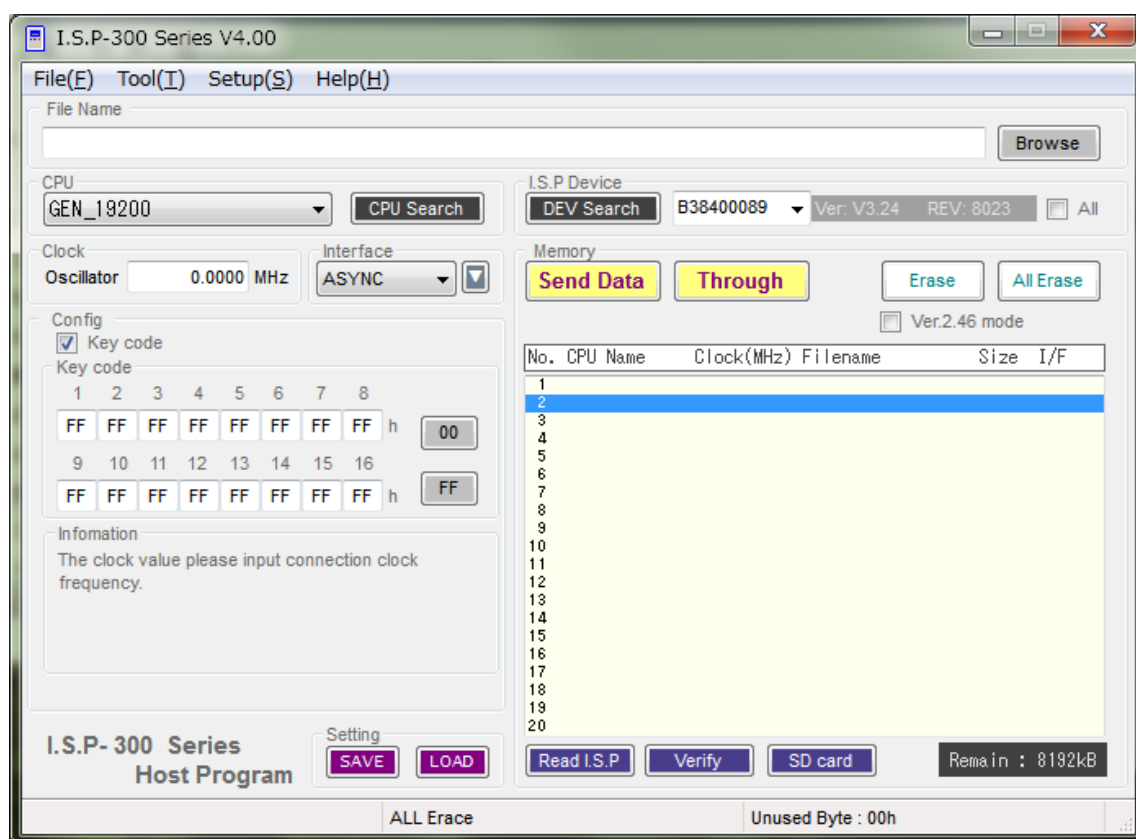 I.S.P-300 Series V4.00
File(F) Tool(T) Setup(S) Help(H)
File Name
Browse
CPU
GEN_19200
CPU Search
I.S.P Device
DEV Search
B38400089
Ver: V3.24 REV: 8023
All
Clock
Oscillator 0.0000 MHz
Interface
ASYNC
Memory
Send Data
Through
Erase
All Erase
Ver.2.46 mode
Config
Key code
Key code
1 2 3 4 5 6 7 8
FF FF FF FF FF FF FF FF h
00
9 10 11 12 13 14 15 16
FF FF FF FF FF FF FF FF h
FF
Infomation
The clock value please input connection clock
frequency.
No. CPU Name Clock(MHz) Filename Size I/F
1
2
3
4
5
6
7
8
9
10
11
12
13
14
15
16
17
18
19
20
I.S.P- 300 Series
Host Program
Setting
SAVE
LOAD
Read I.S.P
Verify
SD card
Remain : 8192kB
ALL Erace
Unused Byte : 00h